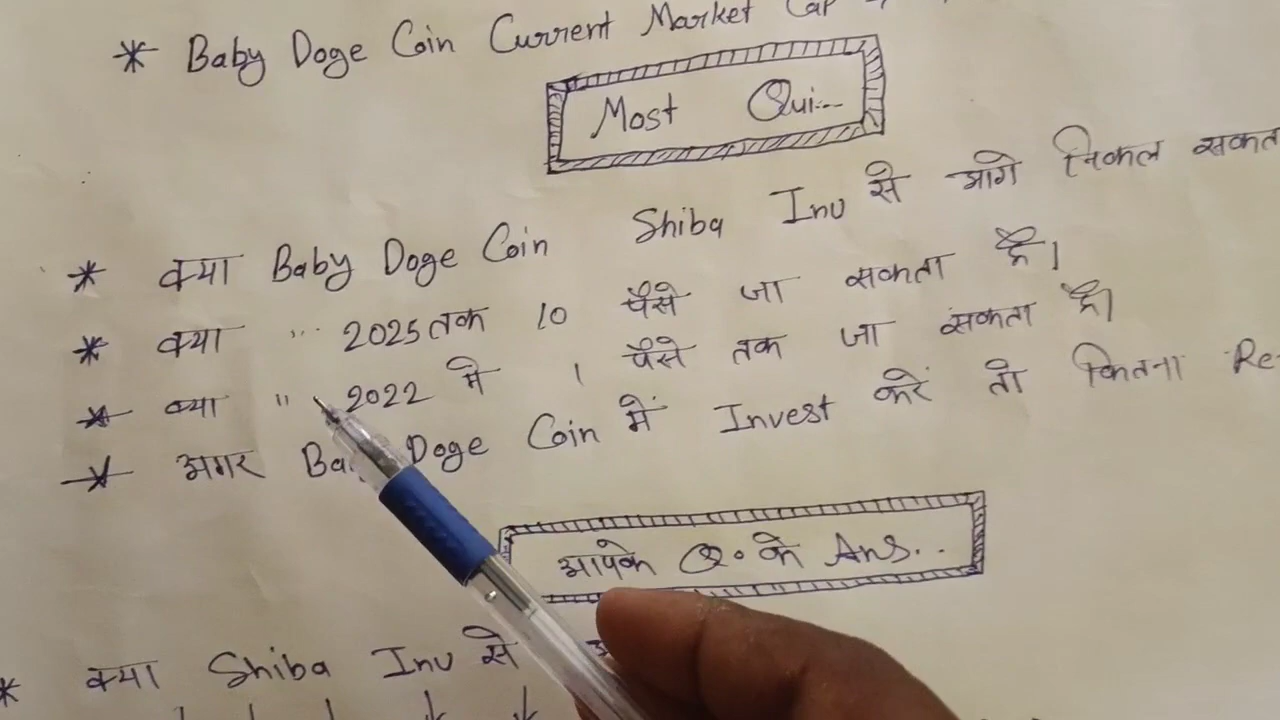 * Baby Doge Coin Current Market Cap
Most Qui...
* क्या Baby Doge Coin Shiba Inu से आगे निकल सकत
* क्या " 2025 तक 10 पैसे जा सकता है।
* क्या " 2022 में 1 पैसे तक जा सकता है।
* अगर Doge Coin में Invest करें तो कितना Re
आपके Q. के Ans..
* क्या Shiba Inu से